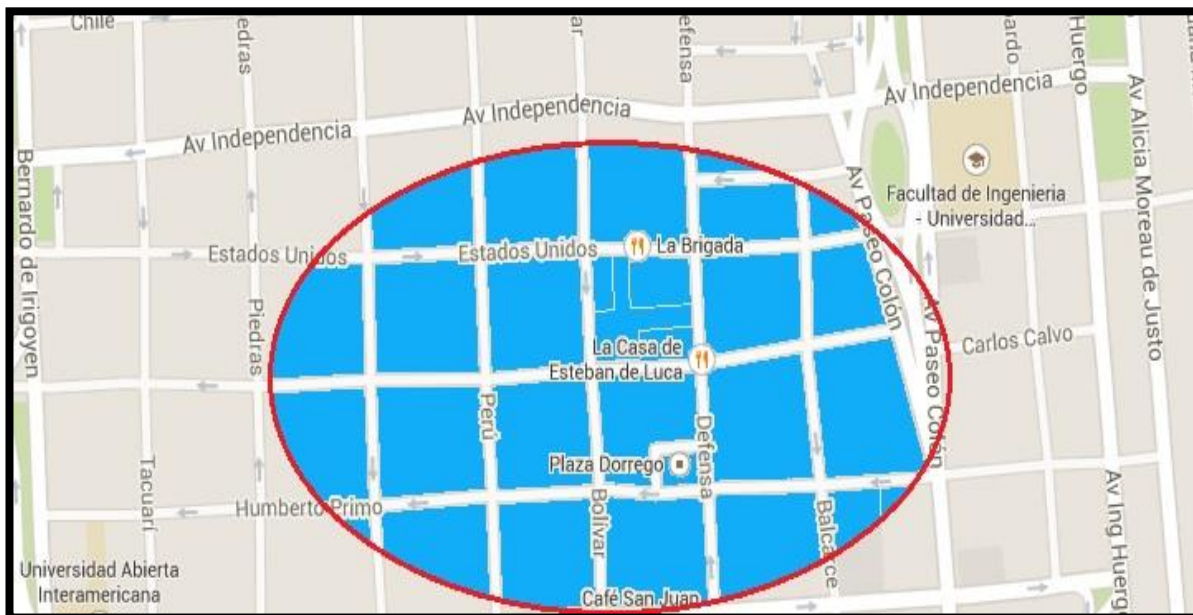 Chile
edras
ar
efensa
ardo
Huergo
Av Independencia
Av Independencia
Av Independencia
Av Alicia Moreau de Justo
Bernardo de Irigoyen
Facultad de Ingenieria
- Universidad...
Av Paseo Colón
Estados Unidos
Estados Unidos
La Brigada
Piedras
Av Paseo Colón
Carlos Calvo
La Casa de
Esteban de Luca
Perú
Defensa
Plaza Dorrego
Tacuarí
Humberto Primo
Bolívar
Balcarce
Av Ing Huergo
Universidad Abierta
Interamericana
Café San Juan